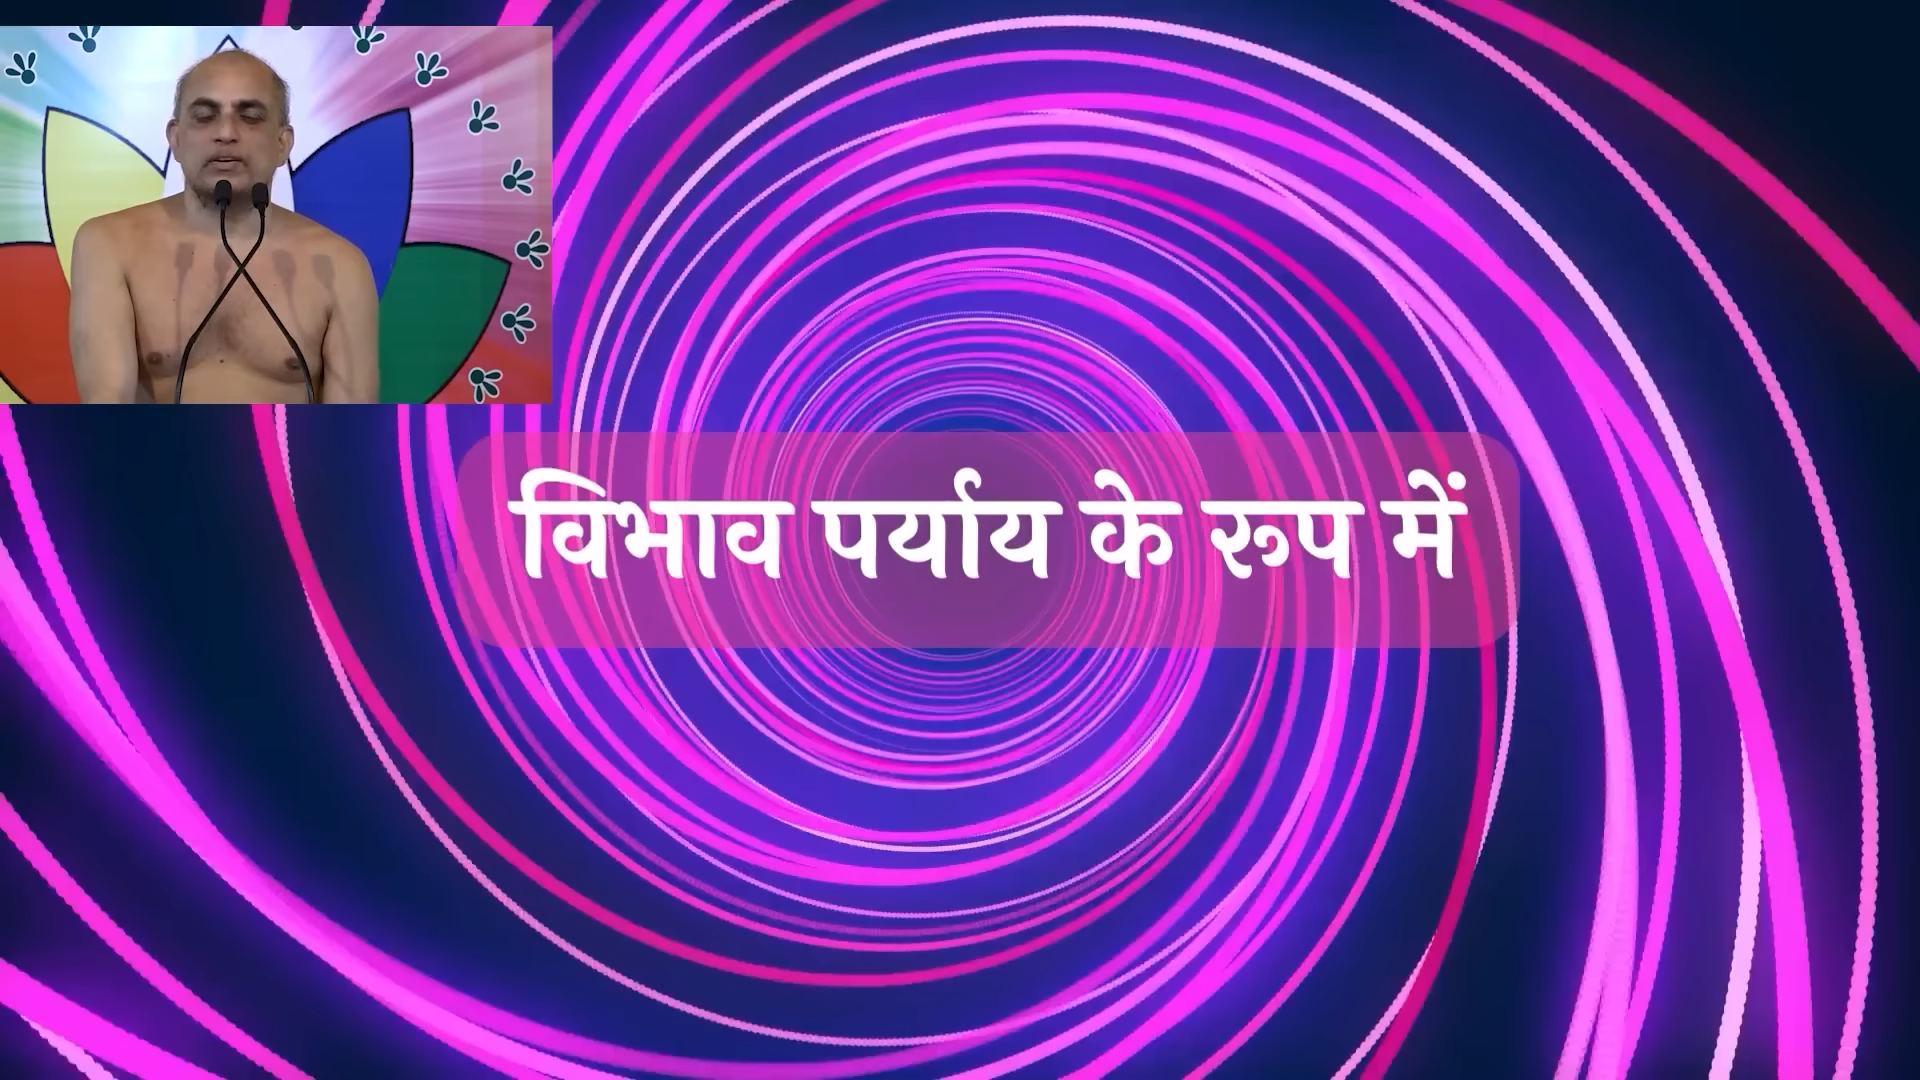 विभाव पर्याय के रूप में